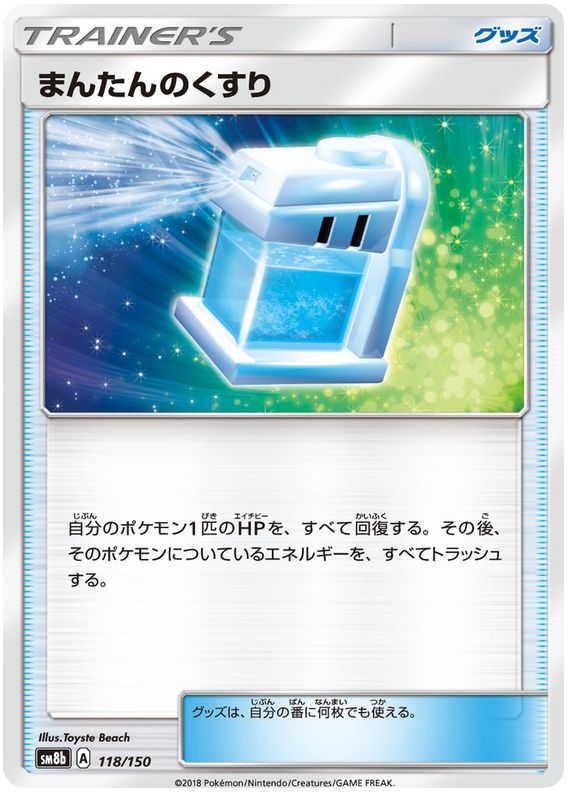 TRAINER'S グッズ
まんたんのくすり
自分のポケモン1匹のHPを、すべて回復する。その後、
そのポケモンについているエネルギーを、すべてトラッシュ
する。
グッズは、自分の番に何枚でも使える。
Illus.Toyste Beach
SM8b A 118/150
©2018 Pokémon/Nintendo/Creatures/GAME FREAK.